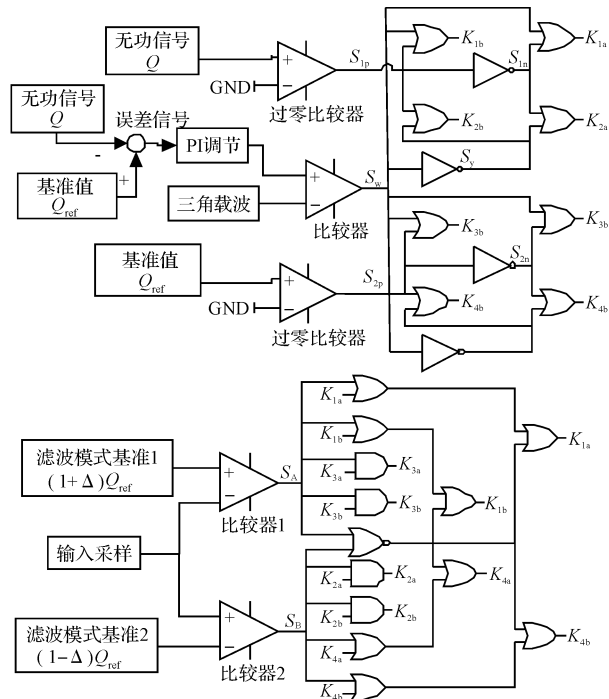 无功信号
Q
GND
过零比较器
S1p
K1b
K1a
S1n
K2b
K2a
Sy
无功信号
Q
误差信号
-
+
PI调节
基准值
Qref
三角载波
比较器
Sw
K3b
K3b
基准值
Qref
GND
过零比较器
S2p
S2n
K4b
K4b
滤波模式基准1
(1+Δ)Qref
比较器1
SA
K1a
K1b
K3a
K3a
K3b
K3b
K1a
K1b
输入采样
K2a
K2a
K4a
K2b
K2b
SB
K4a
K4b
K4b
滤波模式基准2
(1-Δ)Qref
比较器2